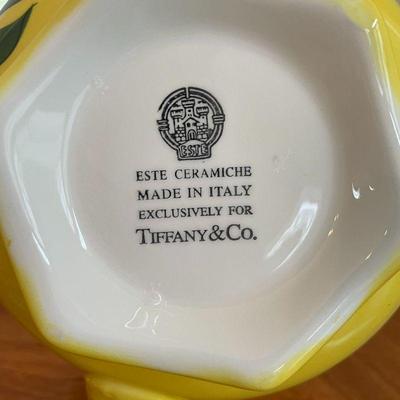 ESTE
ESTE CERAMICHE
MADE IN ITALY
EXCLUSIVELY FOR
TIFFANY & CO.